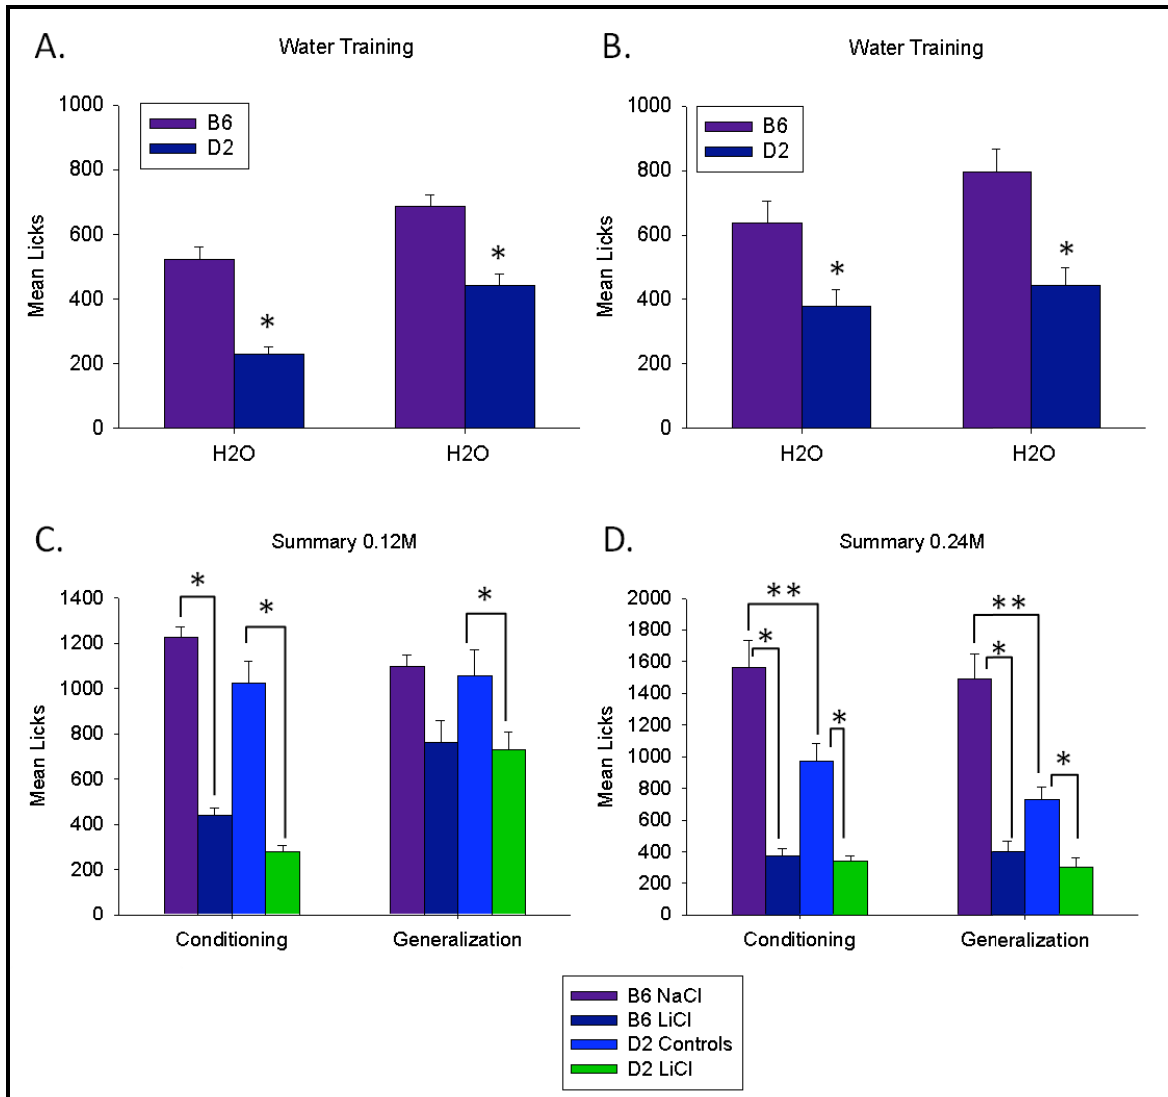 A.
Water Training
1000
800
600
400
200
0
Mean Licks
B6
D2
*
*
H2O
H2O
B.
Water Training
1000
800
600
400
200
0
Mean Licks
B6
D2
*
*
H2O
H2O
C.
Summary 0.12M
1400
1200
1000
800
600
400
200
0
Mean Licks
*
*
*
Conditioning
Generalization
D.
Summary 0.24M
2000
1800
1600
1400
1200
1000
800
600
400
200
0
Mean Licks
**
*
*
**
*
*
Conditioning
Generalization
B6 NaCl
B6 LiCl
D2 Controls
D2 LiCl